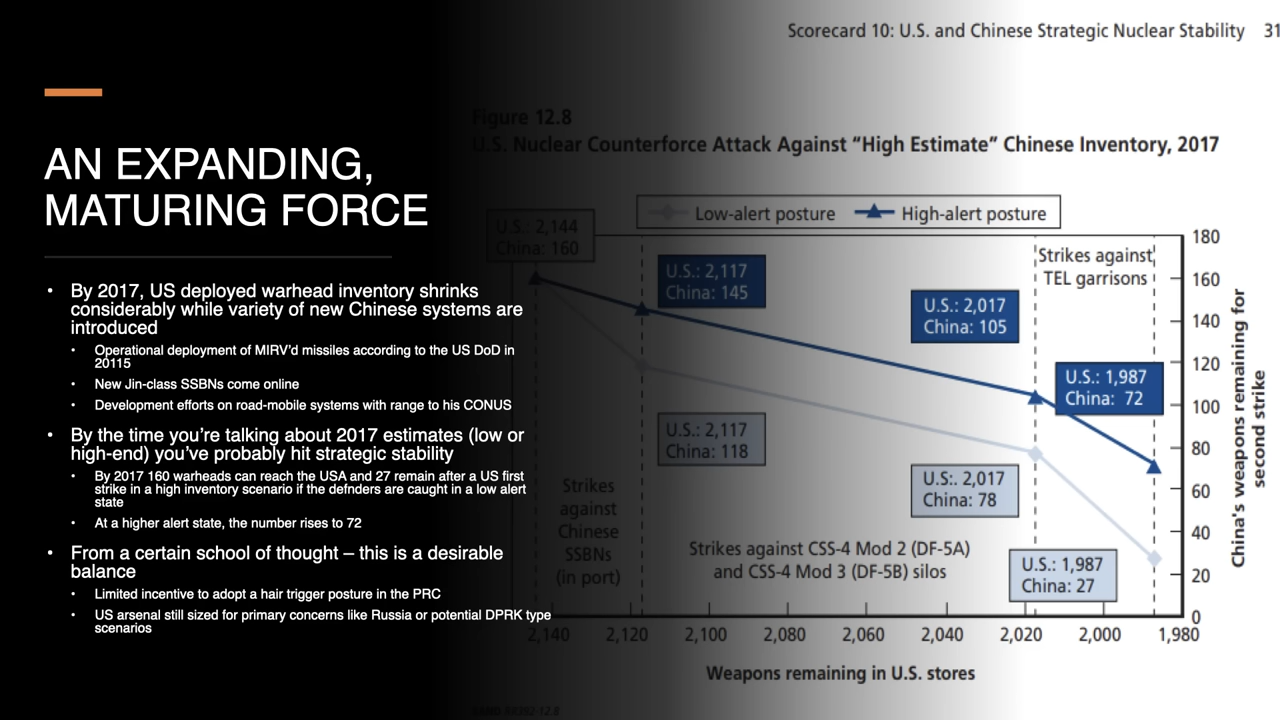 Scorecard 10: U.S. and Chinese Strategic Nuclear Stability 31
AN EXPANDING,
MATURING FORCE
• By 2017, US deployed warhead inventory shrinks
considerably while variety of new Chinese systems are
introduced
• Operational deployment of MIRV'd missiles according to the US DoD in
20115
• New Jin-class SSBNs come online
• Development efforts on road-mobile systems with range to his CONUS
• By the time you're talking about 2017 estimates (low or
high-end) you've probably hit strategic stability
• By 2017 160 warheads can reach the USA and 27 remain after a US first
strike in a high inventory scenario if the defnders are caught in a low alert
state
• At a higher alert state, the number rises to 72
• From a certain school of thought – this is a desirable
balance
• Limited incentive to adopt a hair trigger posture in the PRC
• US arsenal still sized for primary concerns like Russia or potential DPRK type
scenarios
Figure 12.8
U.S. Nuclear Counterforce Attack Against "High Estimate" Chinese Inventory, 2017
Low-alert posture High-alert posture
U.S.: 2,144
China: 160
U.S.: 2,117
China: 145
U.S.: 2,017
China: 105
U.S.: 1,987
China: 72
U.S.: 2,117
China: 118
U.S.: 2,017
China: 78
U.S.: 1,987
China: 27
Strikes against
TEL garrisons
Strikes
against
Chinese
SSBNs
(in port)
Strikes against CSS-4 Mod 2 (DF-5A)
and CSS-4 Mod 3 (DF-5B) silos
180
160
140
120
100
80
60
40
20
0
China's weapons remaining for
second strike
2,140 2,120 2,100 2,080 2,060 2,040 2,020 2,000 1,980
Weapons remaining in U.S. stores